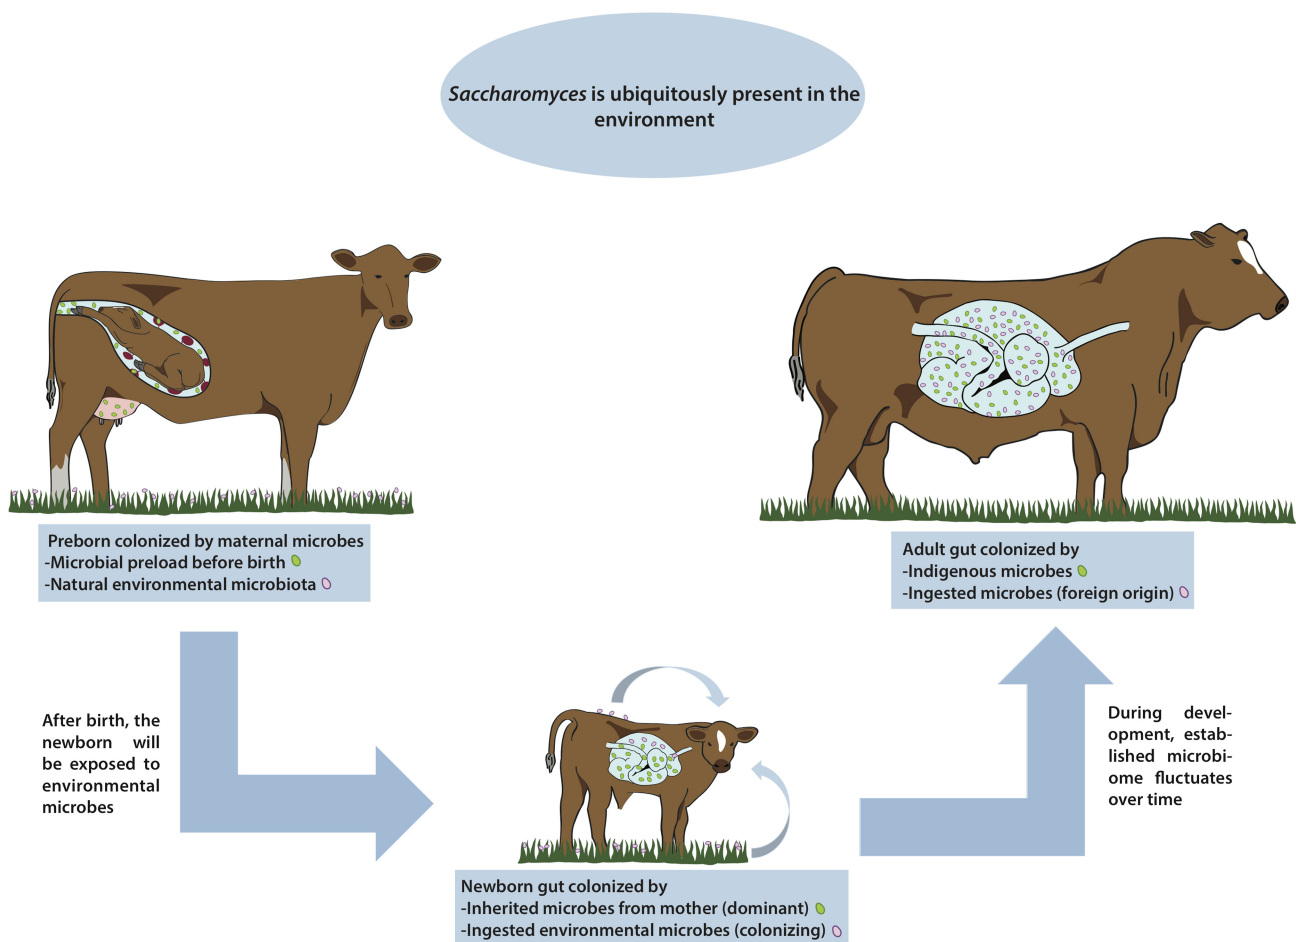 Saccharomyces is ubiquitously present in the
environment
Preborn colonized by maternal microbes
-Microbial preload before birth
-Natural environmental microbiota
Adult gut colonized by
-Indigenous microbes
-Ingested microbes (foreign origin)
After birth, the
newborn will
be exposed to
environmental
microbes
During devel-
opment, estab-
lished microbi-
ome fluctuates
over time
Newborn gut colonized by
-Inherited microbes from mother (dominant)
-Ingested environmental microbes (colonizing)